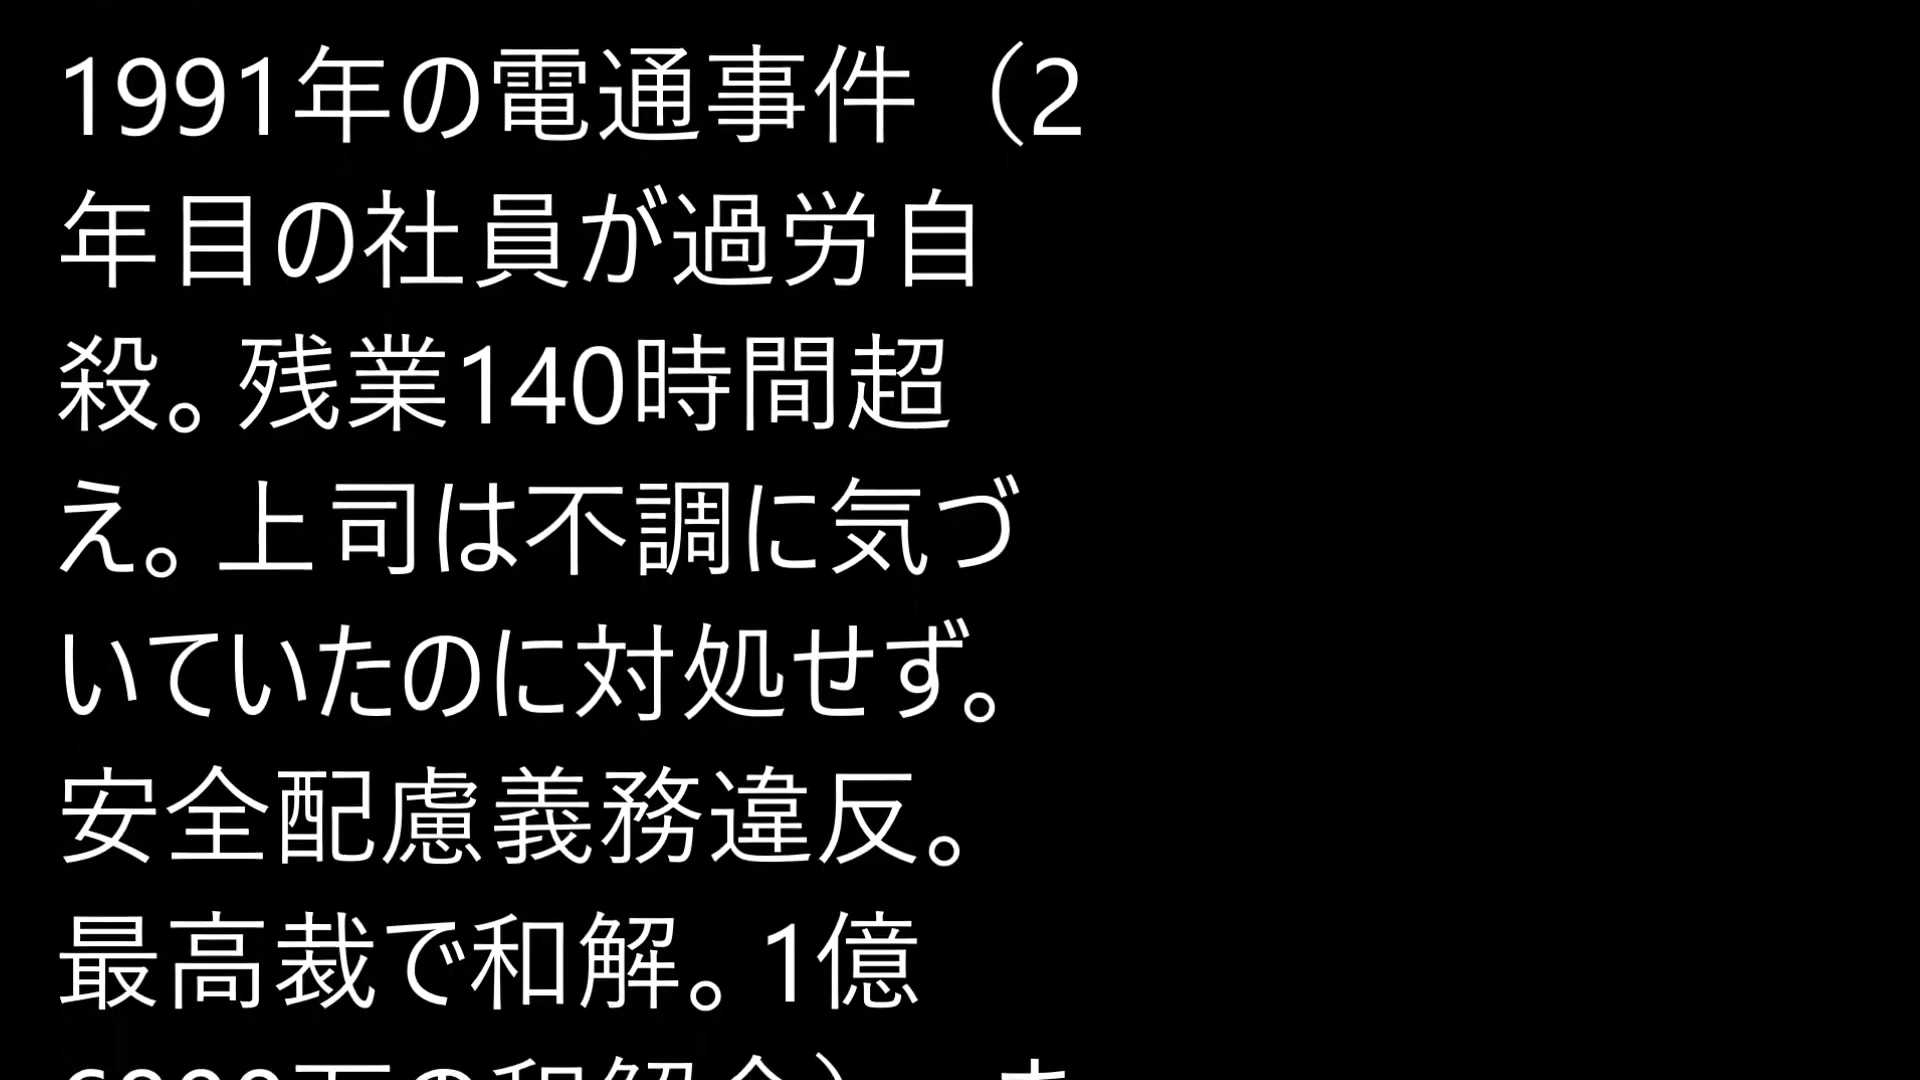 1991年の電通事件（2
年目の社員が過労自
殺。残業140時間超
え。上司は不調に気づ
いていたのに対処せず。
安全配慮義務違反。
最高裁で和解。1億